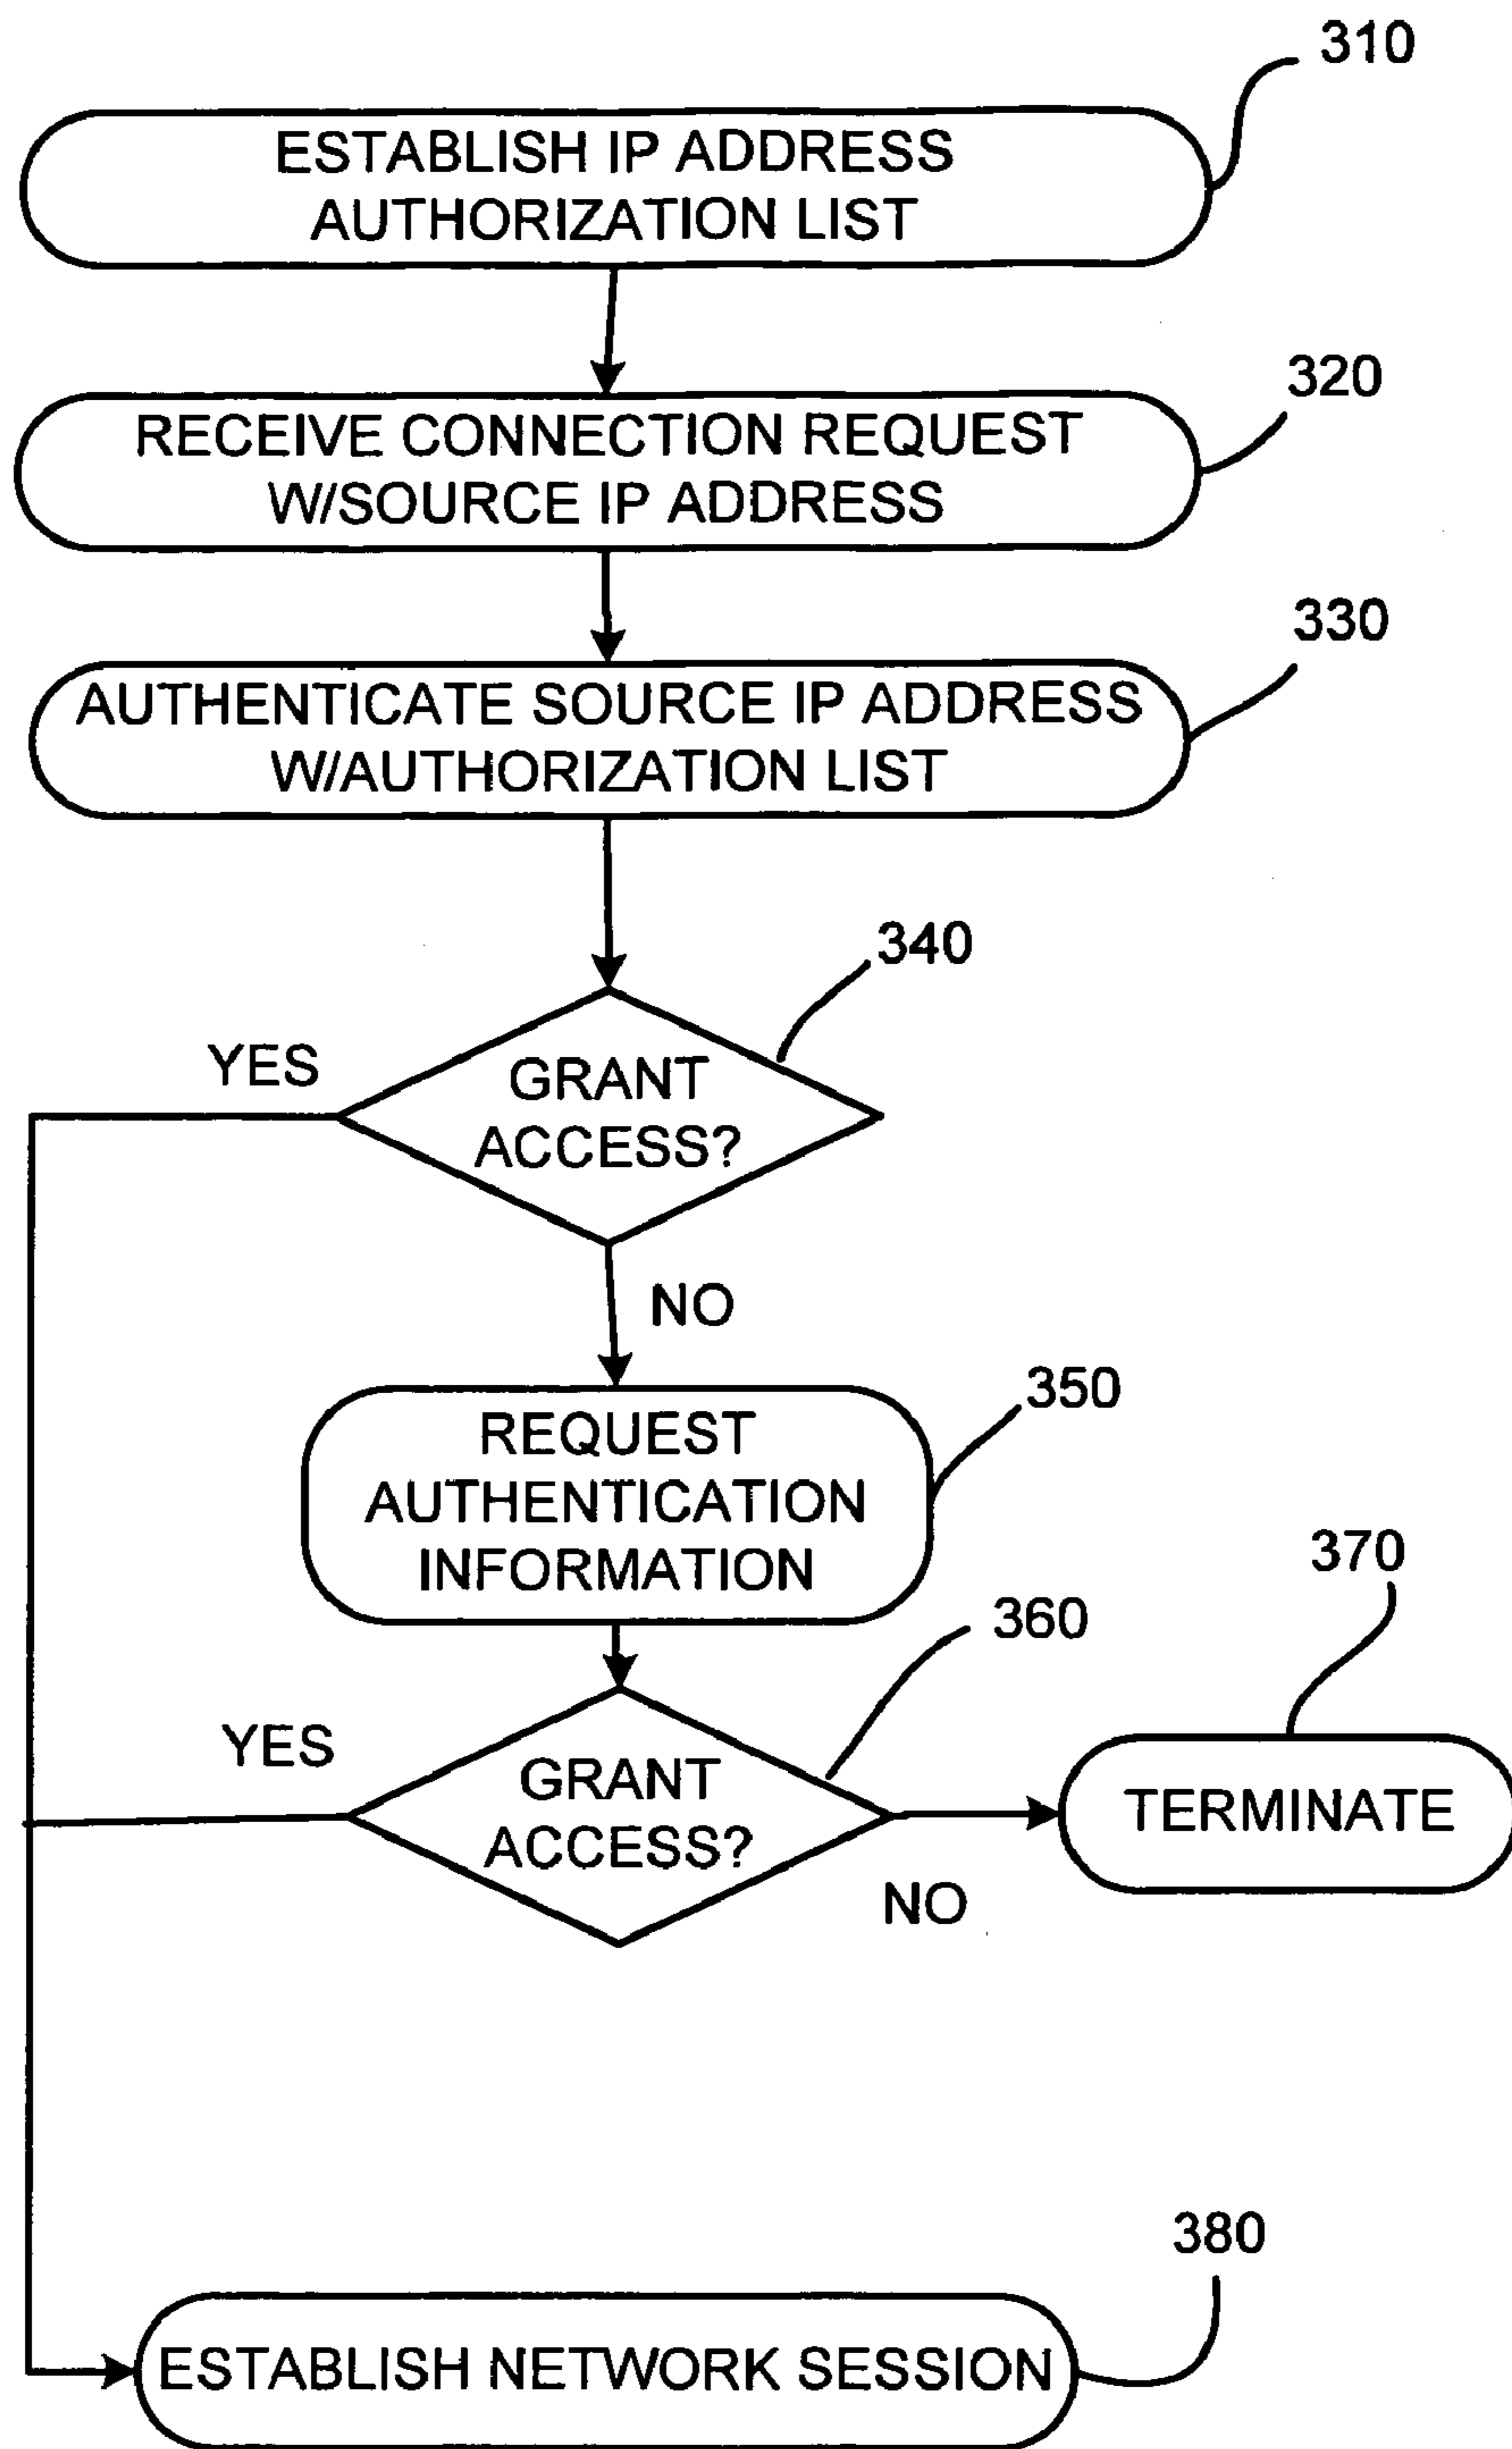 310
ESTABLISH IP ADDRESS
AUTHORIZATION LIST
320
RECEIVE CONNECTION REQUEST
W/SOURCE IP ADDRESS
330
AUTHENTICATE SOURCE IP ADDRESS
W/AUTHORIZATION LIST
340
YES
GRANT
ACCESS?
NO
350
REQUEST
AUTHENTICATION
INFORMATION
370
360
YES
GRANT
ACCESS?
TERMINATE
NO
380
ESTABLISH NETWORK SESSION